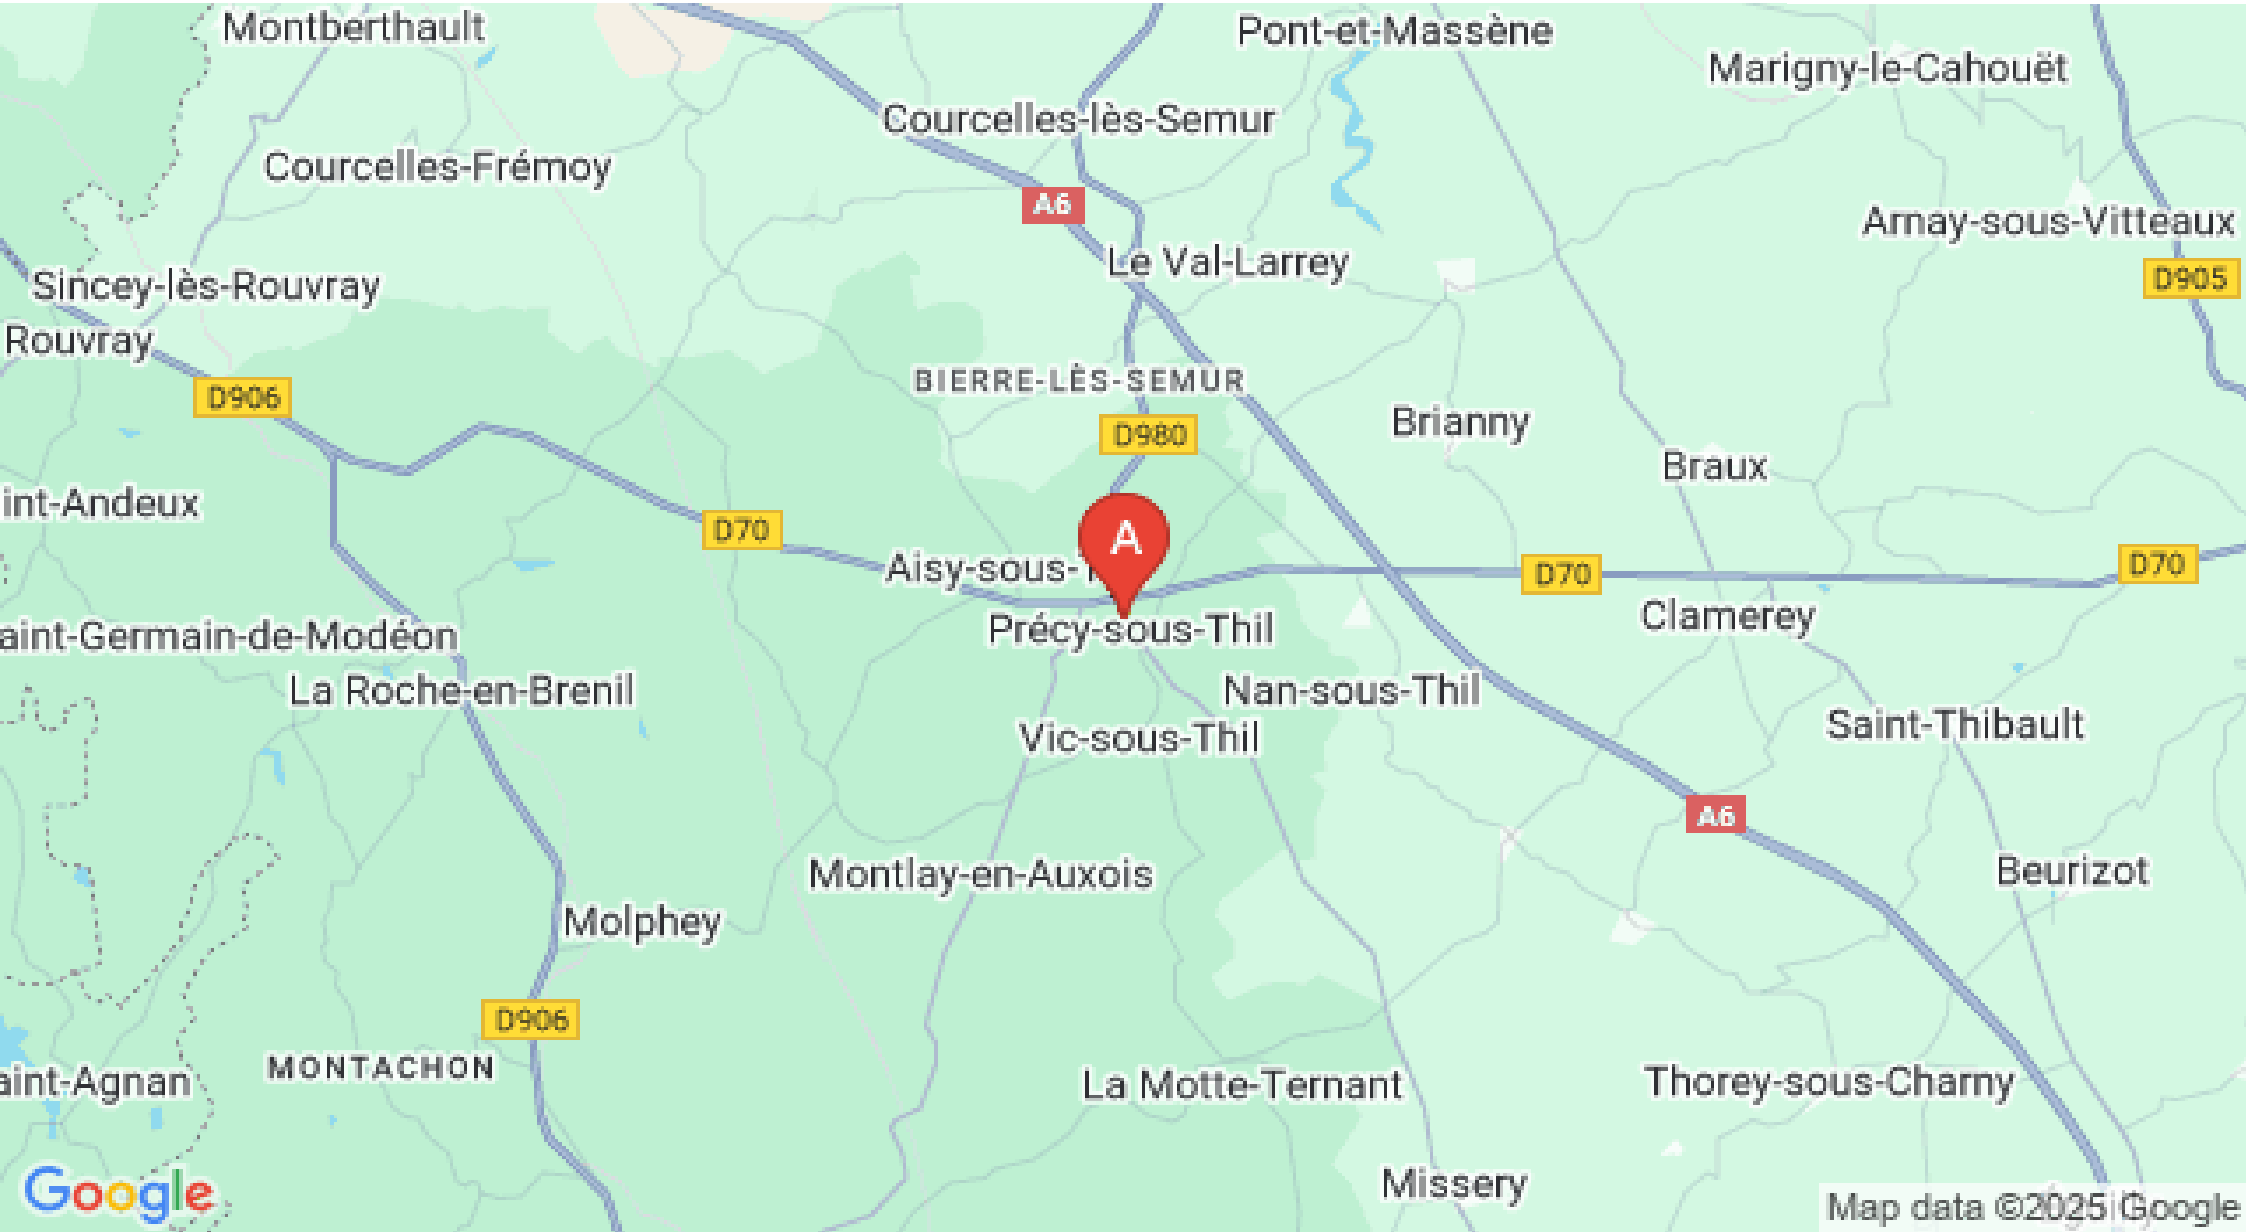 Montberthault
Pont-et-Massène
Marigny-le-Cahouët
Courcelles-lès-Semur
Courcelles-Frémoy
A6
Arnay-sous-Vitteaux
Le Val-Larrey
D905
Sincey-lès-Rouvray
Rouvray
BIERRE-LÈS-SEMUR
D906
Brianny
D980
Braux
int-Andeux
D70
A
Aisy-sous-T
D70
D70
Clamerey
Précy-sous-Thil
aint-Germain-de-Modéon
La Roche-en-Brenil
Nan-sous-Thil
Saint-Thibault
Vic-sous-Thil
A6
Montlay-en-Auxois
Beurizot
Molphey
D906
MONTACHON
aint-Agnan
La Motte-Ternant
Thorey-sous-Charny
Missery
Google
Map data ©2025 Google